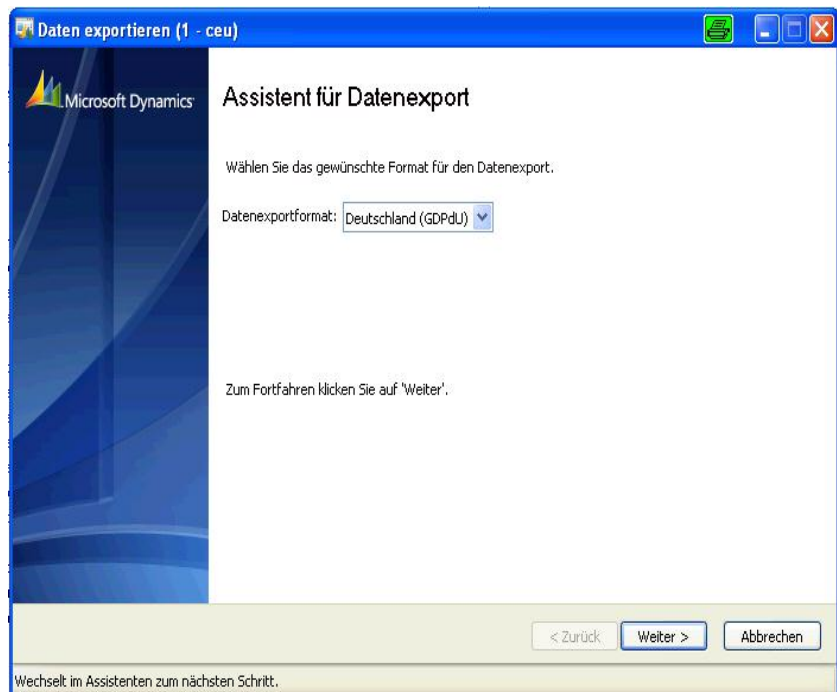 Daten exportieren (1 - ceu)
Microsoft Dynamics
Assistent für Datenexport
Wählen Sie das gewünschte Format für den Datenexport.
Datenexportformat: Deutschland (GDPdU)
Zum Fortfahren klicken Sie auf 'Weiter'.
< Zurück Weiter > Abbrechen
Wechselt im Assistenten zum nächsten Schritt.